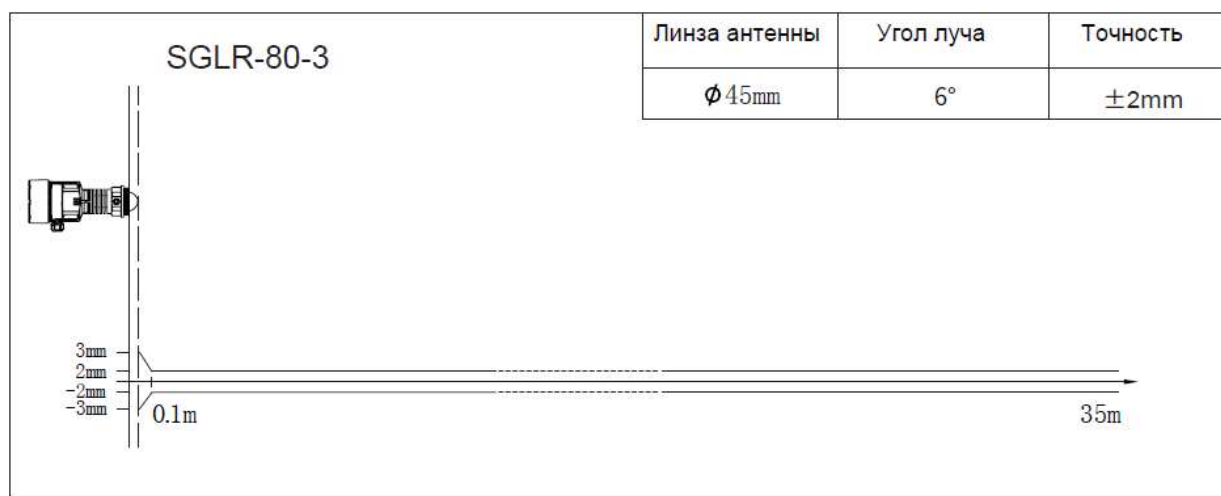 SGLR-80-3
Линза антенны Угол луча Точность
ϕ45mm 6° ±2mm
3mm
2mm
-2mm
-3mm
0.1m 35m